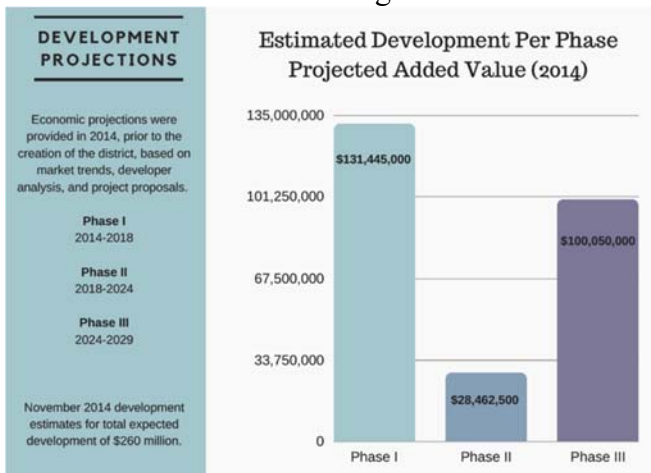 DEVELOPMENT
PROJECTIONS
Economic projections were
provided in 2014, prior to the
creation of the district, based on
market trends, developer
analysis, and project proposals.
Phase I
2014-2018
Phase II
2018-2024
Phase III
2024-2029
November 2014 development
estimates for total expected
development of $260 million.
Estimated Development Per Phase
Projected Added Value (2014)
135,000,000
101,250,000
67,500,000
33,750,000
0
$131,445,000
$28,462,500
$100,050,000
Phase I
Phase II
Phase III